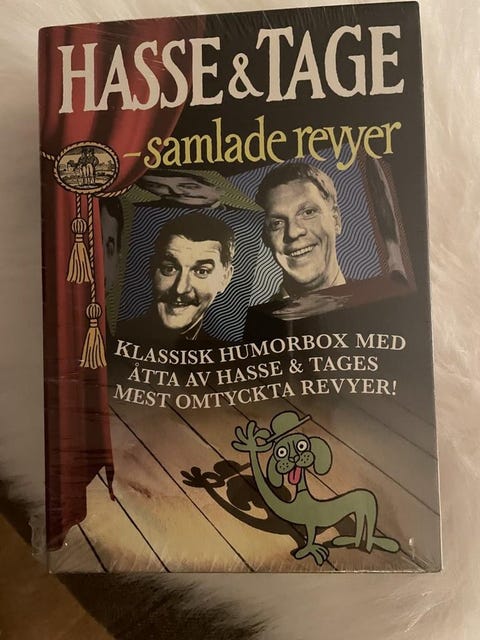 HASSE & TAGE
– samlade revyer
KLASSISK HUMORBOX MED
ÅTTA AV HASSE & TAGES
MEST OMTYCKTA REVYER!